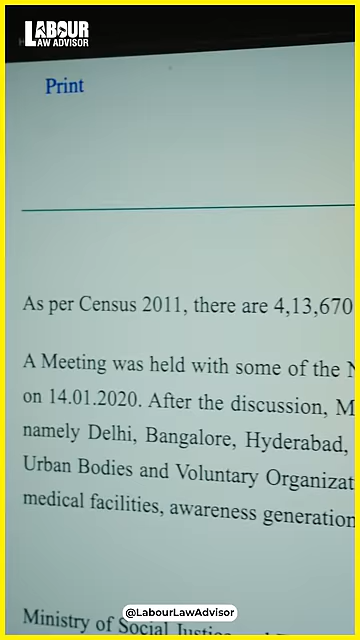 LABOUR
LAW ADVISOR
Print
As per Census 2011, there are 4,13,670
A Meeting was held with some of the
on 14.01.2020. After the discussion,
namely Delhi, Bangalore, Hyderabad,
Urban Bodies and Voluntary
medical facilities, awareness generation
Ministry of Social
@LabourLawAdvisor